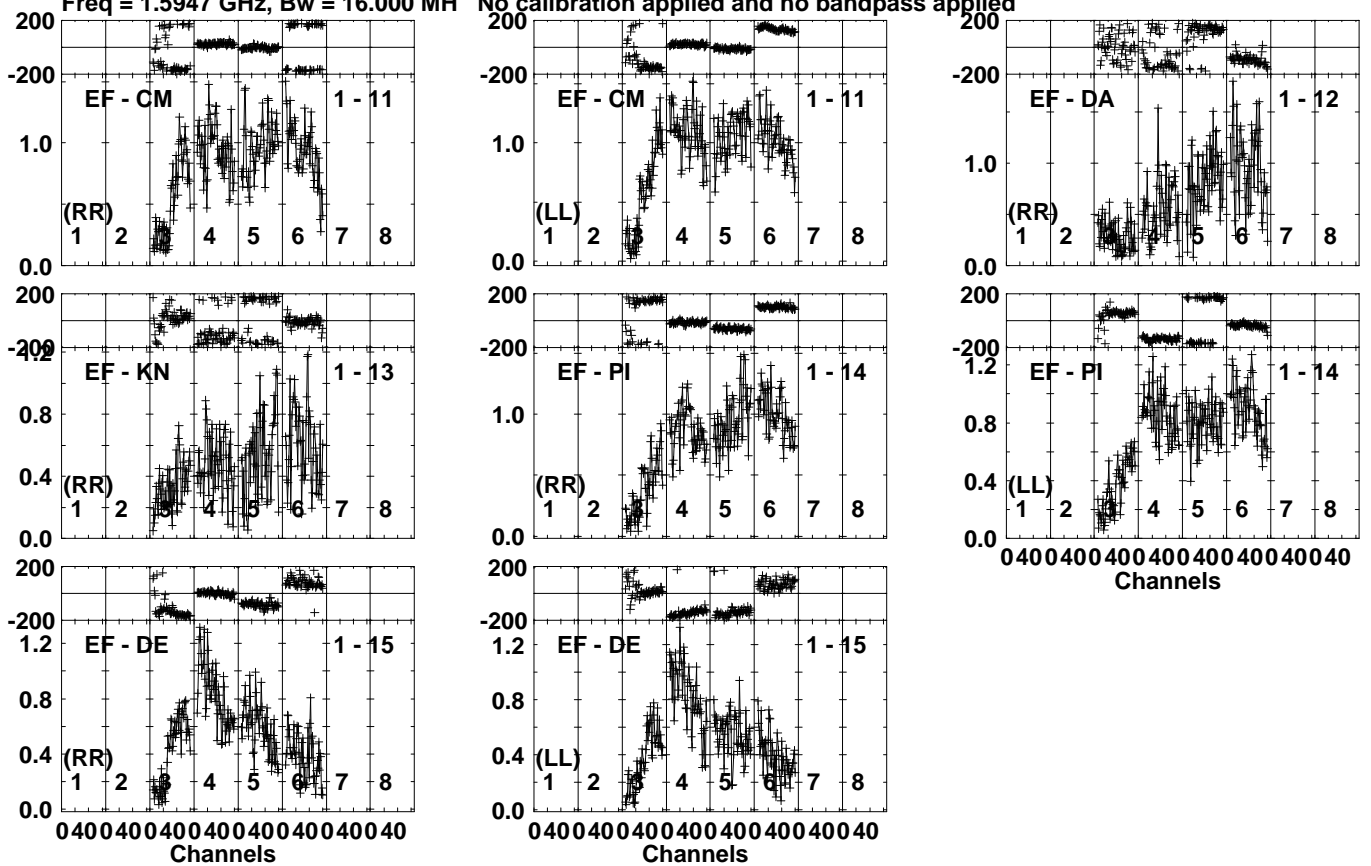 Freq = 1.5947 GHz, Bw = 16.000 MH No calibration applied and no bandpass applied
200
-200
EF - CM 1 - 11
1.0
(RR)
1 2 3 4 5 6 7 8
0.0
200
-200
EF - CM 1 - 11
1.0
(LL)
1 2 3 4 5 6 7 8
0.0
200
-200
EF - DA 1 - 12
1.0
(RR)
1 2 3 4 5 6 7 8
0.0
200
-200
1.2
EF - KN 1 - 13
0.8
0.4
(RR)
1 2 3 4 5 6 7 8
0.0
200
-200
EF - PI 1 - 14
1.0
(RR)
1 2 3 4 5 6 7 8
0.0
200
-200
1.2
EF - PI 1 - 14
0.8
0.4
(LL)
1 2 3 4 5 6 7 8
0.0
0 40 0 40 0 40 0 40 0 40 0 40 0 40 0 40
Channels
200
-200
1.2
EF - DE 1 - 15
0.8
0.4
(RR)
1 2 3 4 5 6 7 8
0.0
0 40 0 40 0 40 0 40 0 40 0 40 0 40 0 40
Channels
200
-200
1.2
EF - DE 1 - 15
0.8
0.4
(LL)
1 2 3 4 5 6 7 8
0.0
0 40 0 40 0 40 0 40 0 40 0 40 0 40 0 40
Channels